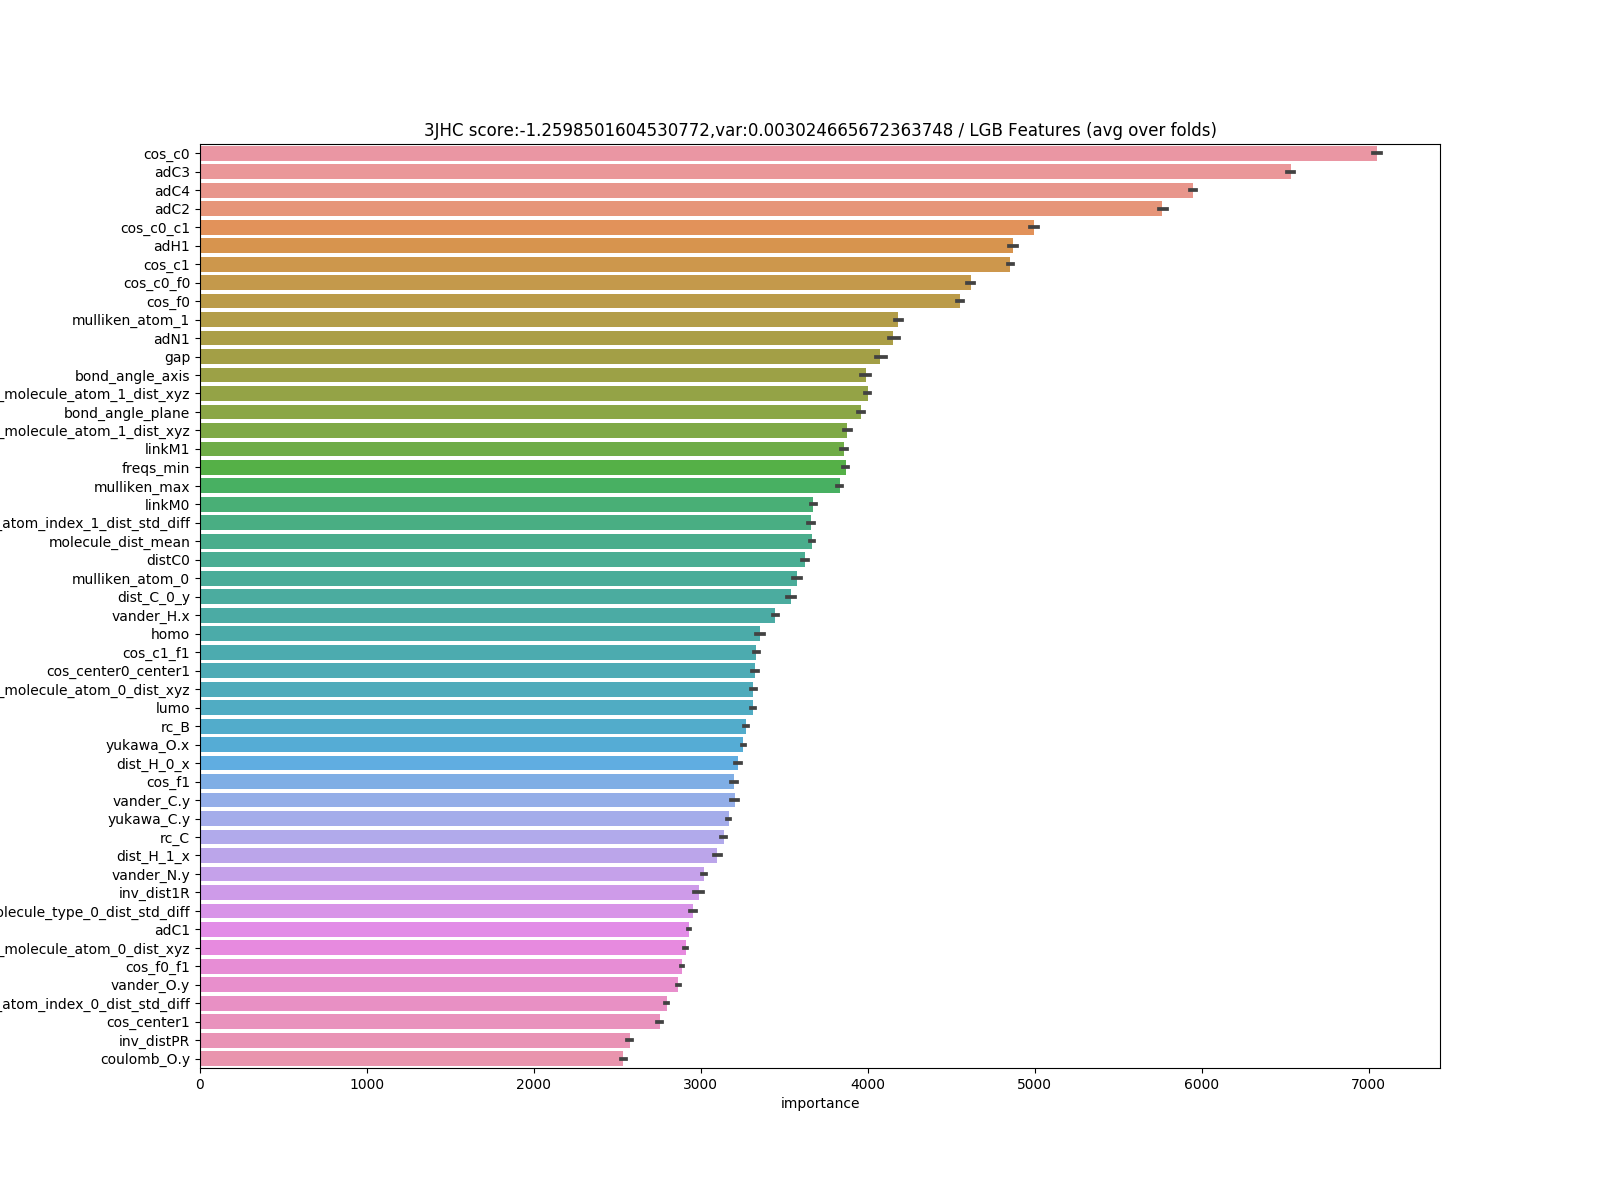 3JHC score:-1.2598501604530772,var:0.003024665672363748 / LGB Features (avg over folds)
cos_c0
adC3
adC4
adC2
cos_c0_c1
adH1
cos_c1
cos_c0_f0
cos_f0
mulliken_atom_1
adN1
gap
bond_angle_axis
_molecule_atom_1_dist_xyz
bond_angle_plane
_molecule_atom_1_dist_xyz
linkM1
freqs_min
mulliken_max
linkM0
_atom_index_1_dist_std_diff
molecule_dist_mean
distC0
mulliken_atom_0
dist_C_0_y
vander_H.x
homo
cos_c1_f1
cos_center0_center1
_molecule_atom_0_dist_xyz
lumo
rc_B
yukawa_O.x
dist_H_0_x
cos_f1
vander_C.y
yukawa_C.y
rc_C
dist_H_1_x
vander_N.y
inv_dist1R
olecule_type_0_dist_std_diff
adC1
_molecule_atom_0_dist_xyz
cos_f0_f1
vander_O.y
_atom_index_0_dist_std_diff
cos_center1
inv_distPR
coulomb_O.y
0 1000 2000 3000 4000 5000 6000 7000
importance